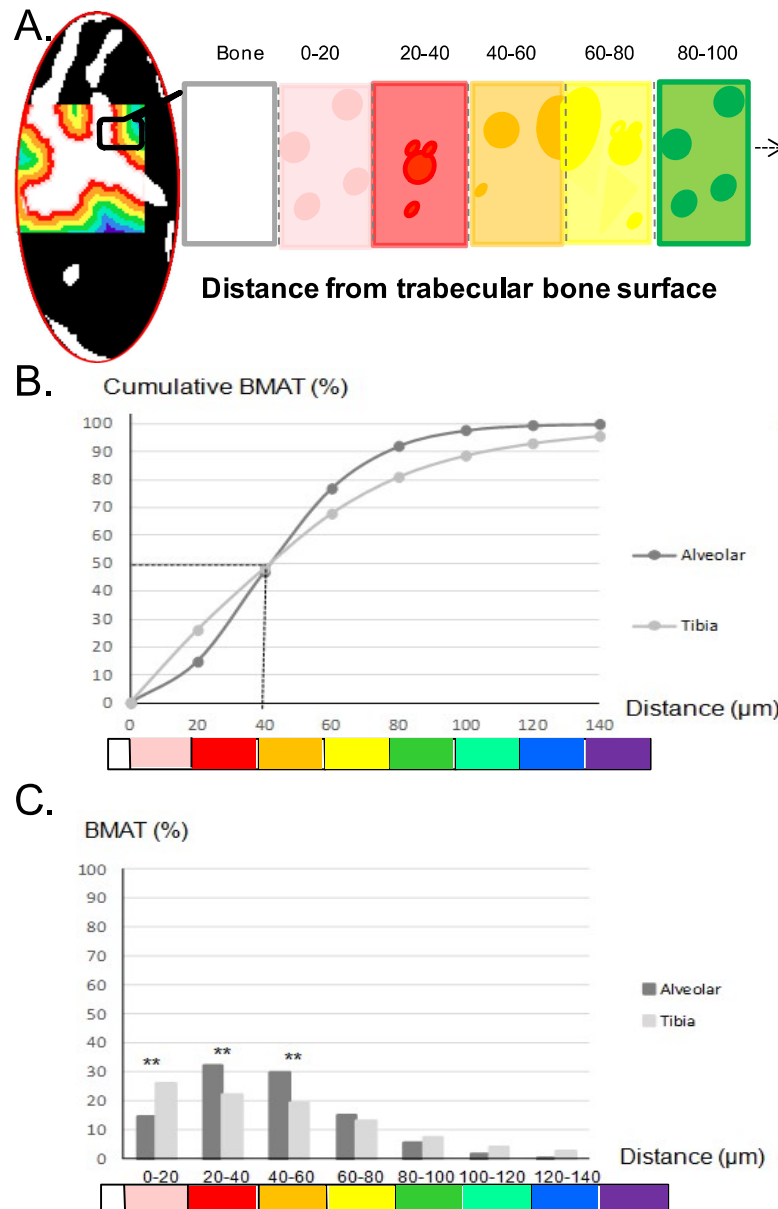 A.
Bone 0-20 20-40 40-60 60-80 80-100
Distance from trabecular bone surface
B.
Cumulative BMAT (%)
100
90
80
70
60
50
40
30
20
10
0
Alveolar
Tibia
0 20 40 60 80 100 120 140
Distance (µm)
C.
BMAT (%)
100
90
80
70
60
50
40
30
20
10
0
** ** **
Alveolar
Tibia
0-20 20-40 40-60 60-80 80-100 100-120 120-140
Distance (µm)